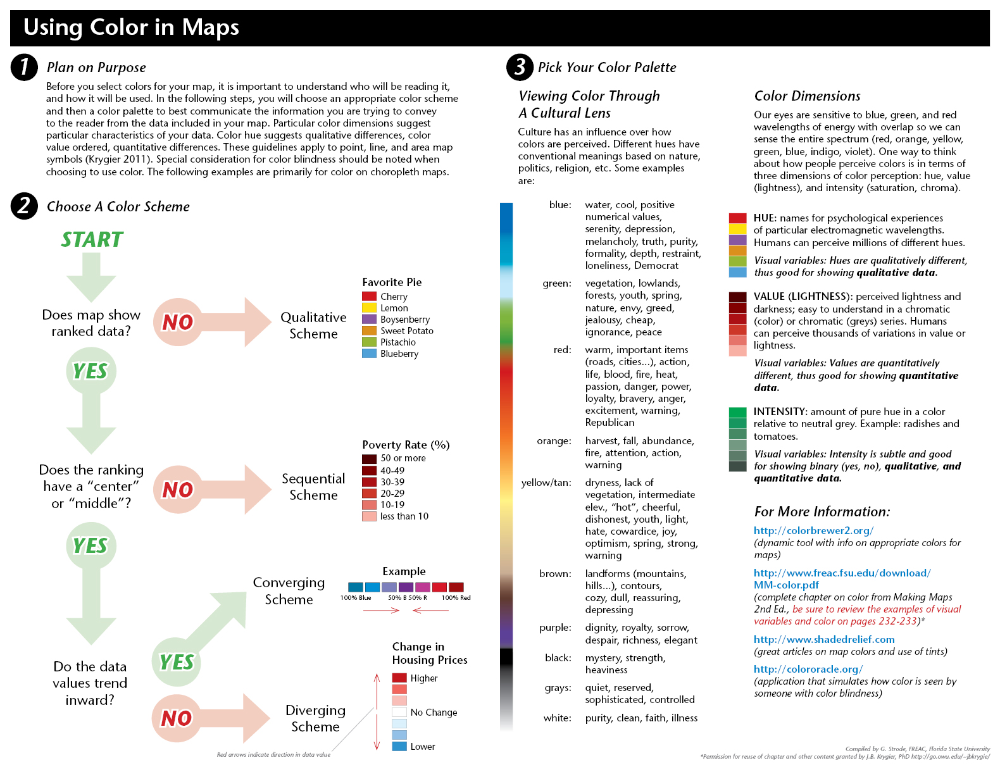 Using Color in Maps
1 Plan on Purpose
Before you select colors for your map, it is important to understand who will be reading it,
and how it will be used. In the following steps, you will choose an appropriate color scheme
and then a color palette to best communicate the information you are trying to convey
to the reader from the data included in your map. Particular color dimensions suggest
particular characteristics of your data. Color hue suggests qualitative differences, color
value ordered, quantitative differences. These guidelines apply to point, line, and area map
symbols (Krygier 2011). Special consideration for color blindness should be noted when
choosing to use color. The following examples are primarily for color on choropleth maps.
2 Choose A Color Scheme
START
Does map show
ranked data?
NO
Qualitative
Scheme
Favorite Pie
Cherry
Lemon
Boysenberry
Sweet Potato
Pistachio
Blueberry
YES
Does the ranking
have a “center”
or “middle”?
NO
Sequential
Scheme
Poverty Rate (%)
50 or more
40-49
30-39
20-29
10-19
less than 10
YES
Do the data
values trend
inward?
YES
Converging
Scheme
Example
100% Blue 50% B 50% R 100% Red
NO
Diverging
Scheme
Change in
Housing Prices
Higher
No Change
Lower
Red arrows indicate direction in data value
3 Pick Your Color Palette
Viewing Color Through
A Cultural Lens
Culture has an influence over how
colors are perceived. Different hues have
conventional meanings based on nature,
politics, religion, etc. Some examples
are:
blue: water, cool, positive
numerical values,
serenity, depression,
melancholy, truth, purity,
formality, depth, restraint,
loneliness, Democrat
green: vegetation, lowlands,
forests, youth, spring,
nature, envy, greed,
jealousy, cheap,
ignorance, peace
red: warm, important items
(roads, cities...), action,
life, blood, fire, heat,
passion, danger, power,
loyalty, bravery, anger,
excitement, warning,
Republican
orange: harvest, fall, abundance,
fire, attention, action,
warning
yellow/tan: dryness, lack of
vegetation, intermediate
elev., “hot”, cheerful,
dishonest, youth, light,
hate, cowardice, joy,
optimism, spring, strong,
warning
brown: landforms (mountains,
hills...), contours,
cozy, dull, reassuring,
depressing
purple: dignity, royalty, sorrow,
despair, richness, elegant
black: mystery, strength,
heaviness
grays: quiet, reserved,
sophisticated, controlled
white: purity, clean, faith, illness
Color Dimensions
Our eyes are sensitive to blue, green, and red
wavelengths of energy with overlap so we can
sense the entire spectrum (red, orange, yellow,
green, blue, indigo, violet). One way to think
about how people perceive colors is in terms of
three dimensions of color perception: hue, value
(lightness), and intensity (saturation, chroma).
HUE: names for psychological experiences
of particular electromagnetic wavelengths.
Humans can perceive millions of different hues.
Visual variables: Hues are qualitatively different,
thus good for showing qualitative data.
VALUE (LIGHTNESS): perceived lightness and
darkness; easy to understand in a chromatic
(color) or chromatic (greys) series. Humans
can perceive thousands of variations in value or
lightness.
Visual variables: Values are quantitatively
different, thus good for showing quantitative
data.
INTENSITY: amount of pure hue in a color
relative to neutral grey. Example: radishes and
tomatoes.
Visual variables: Intensity is subtle and good
for showing binary (yes, no), qualitative, and
quantitative data.
For More Information:
http://colorbrewer2.org/
(dynamic tool with info on appropriate colors for
maps)
http://www.freac.fsu.edu/download/
MM-color.pdf
(complete chapter on color from Making Maps
2nd Ed., be sure to review the examples of visual
variables and color on pages 232-233)*
http://www.shadedrelief.com
(great articles on map colors and use of tints)
http://colororacle.org/
(application that simulates how color is seen by
someone with color blindness)
Compiled by G. Strode, FREAC, Florida State University
*Permission for reuse of chapter and other content granted by J.B. Krygier, PhD http://go.owu.edu/~jbkrygie/